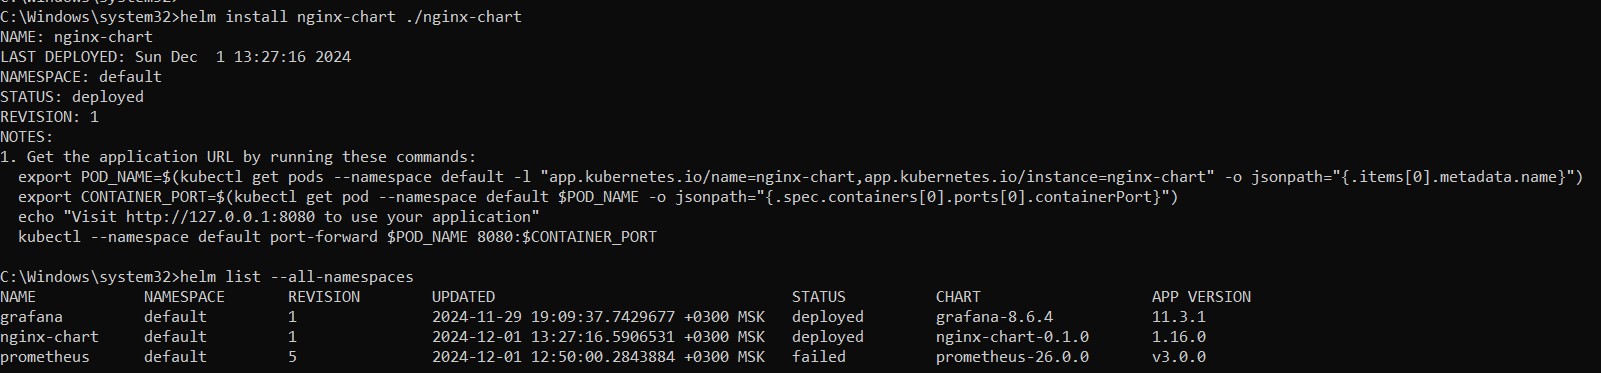 C:\Windows\system32>helm install nginx-chart ./nginx-chart
NAME: nginx-chart
LAST DEPLOYED: Sun Dec  1 13:27:16 2024
NAMESPACE: default
STATUS: deployed
REVISION: 1
NOTES:
1. Get the application URL by running these commands:
  export POD_NAME=$(kubectl get pods --namespace default -l "app.kubernetes.io/name=nginx-chart,app.kubernetes.io/instance=nginx-chart" -o jsonpath="{.items[0].metadata.name}")
  export CONTAINER_PORT=$(kubectl get pod --namespace default $POD_NAME -o jsonpath="{.spec.containers[0].ports[0].containerPort}")
  echo "Visit http://127.0.0.1:8080 to use your application"
  kubectl --namespace default port-forward $POD_NAME 8080:$CONTAINER_PORT
C:\Windows\system32>helm list --all-namespaces
NAME            NAMESPACE       REVISION        UPDATED                                 STATUS          CHART                   APP VERSION
grafana         default         1               2024-11-29 19:09:37.7429677 +0300 MSK   deployed        grafana-8.6.4           11.3.1
nginx-chart     default         1               2024-12-01 13:27:16.5906531 +0300 MSK   deployed        nginx-chart-0.1.0       1.16.0
prometheus      default         5               2024-12-01 12:50:00.2843884 +0300 MSK   failed          prometheus-26.0.0       v3.0.0